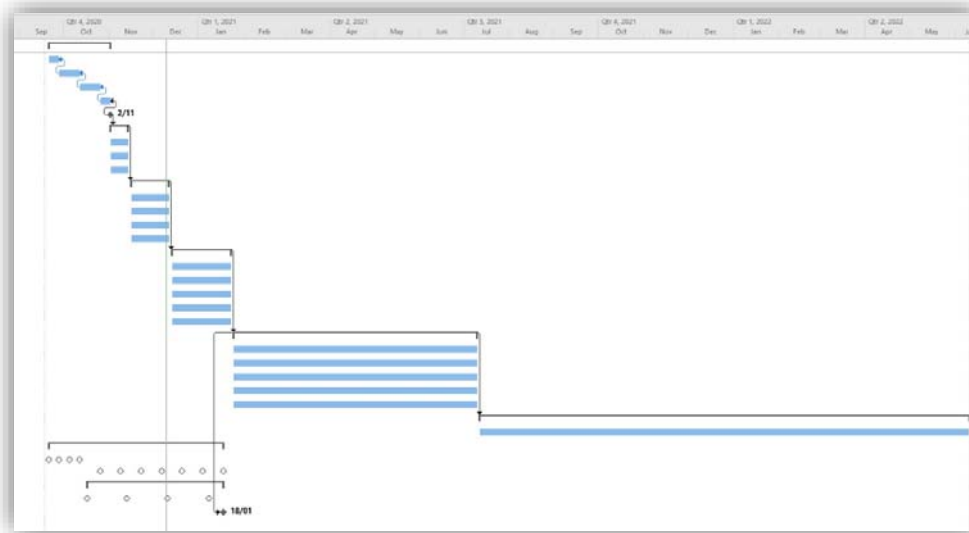 Qtr 4, 2020 Qtr 1, 2021 Qtr 2, 2021 Qtr 3, 2021 Qtr 4, 2021 Qtr 1, 2022 Qtr 2, 2022
Sep Oct Nov Dec Jan Feb Mar Apr May Jun Jul Aug Sep Oct Nov Dec Jan Feb Mar Apr May
3/11
18/01